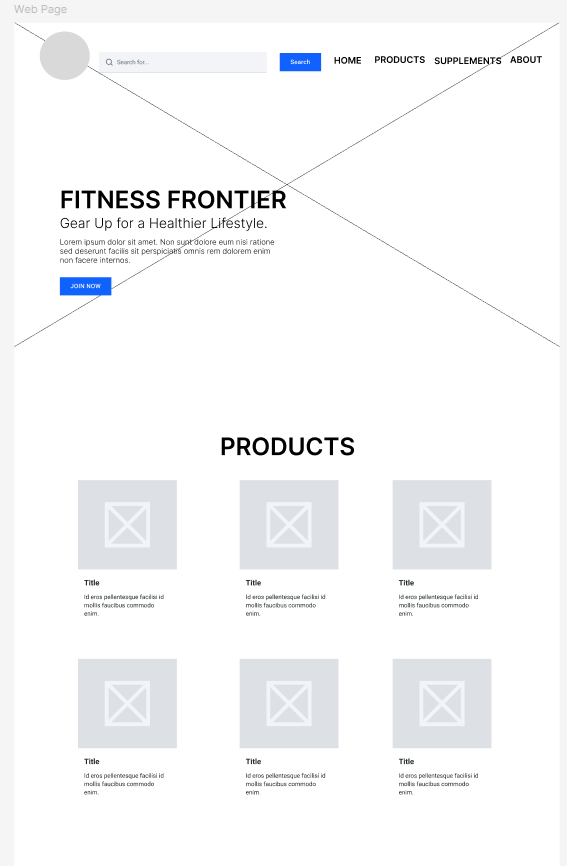 Web Page
Search for...
Search
HOME
PRODUCTS
SUPPLEMENTS
ABOUT
FITNESS FRONTIER
Gear Up for a Healthier Lifestyle.
Lorem ipsum dolor sit amet. Non sunt dolore eum nisi ratione
sed deserunt facilis sit perspiciatis omnis rem dolorem enim
non facere internos.
JOIN NOW
PRODUCTS
Title
Id eros pellentesque facilisi id
mollis faucibus commodo
enim.
Title
Id eros pellentesque facilisi id
mollis faucibus commodo
enim.
Title
Id eros pellentesque facilisi id
mollis faucibus commodo
enim.
Title
Id eros pellentesque facilisi id
mollis faucibus commodo
enim.
Title
Id eros pellentesque facilisi id
mollis faucibus commodo
enim.
Title
Id eros pellentesque facilisi id
mollis faucibus commodo
enim.